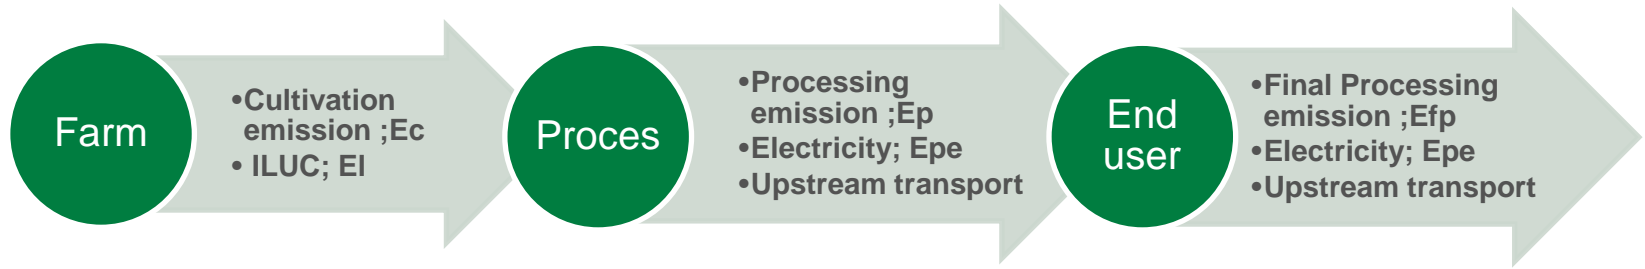 Farm
•Cultivation
emission ;Ec
• ILUC; EI
Proces
•Processing
emission ;Ep
•Electricity; Epe
•Upstream transport
End
user
•Final Processing
emission ;Efp
•Electricity; Epe
•Upstream transport